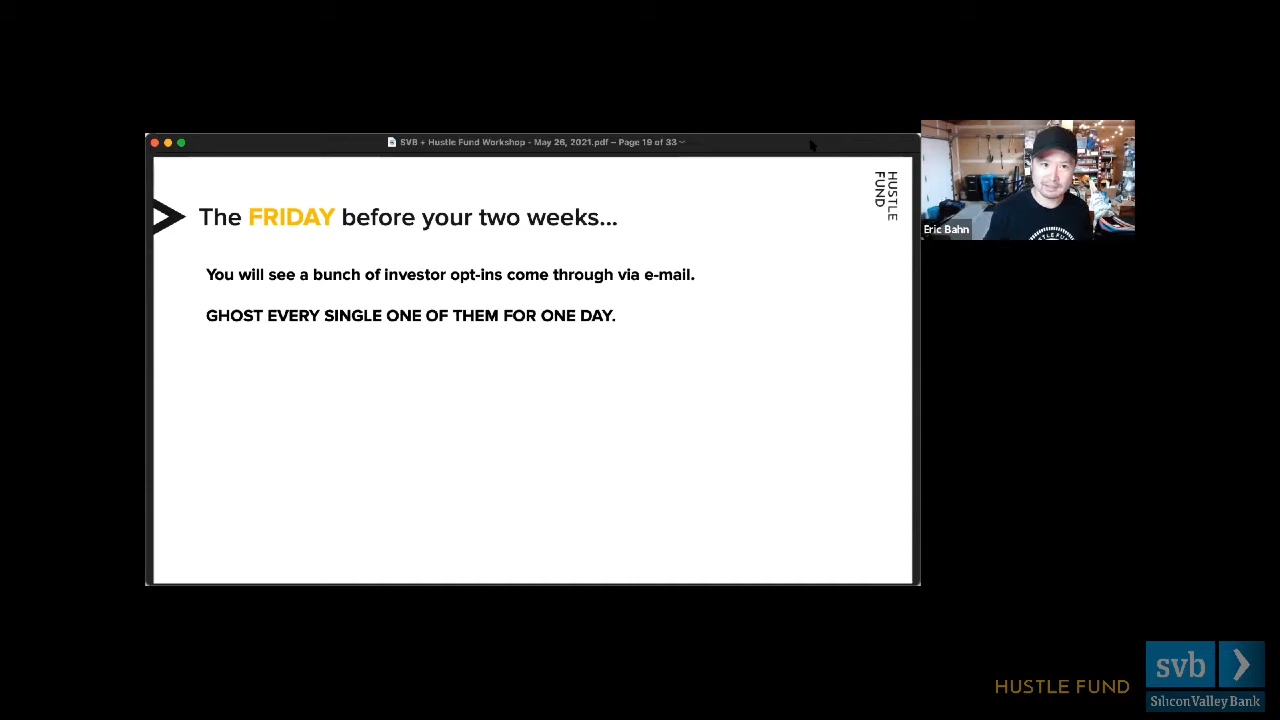 SVB + Hustle Fund Workshop - May 26, 2021.pdf – Page 19 of 33
HUSTLE
FUND
The FRIDAY before your two weeks...
You will see a bunch of investor opt-ins come through via e-mail.
GHOST EVERY SINGLE ONE OF THEM FOR ONE DAY.
Eric Bahn
HUSTLE FUND
svb
Silicon Valley Bank